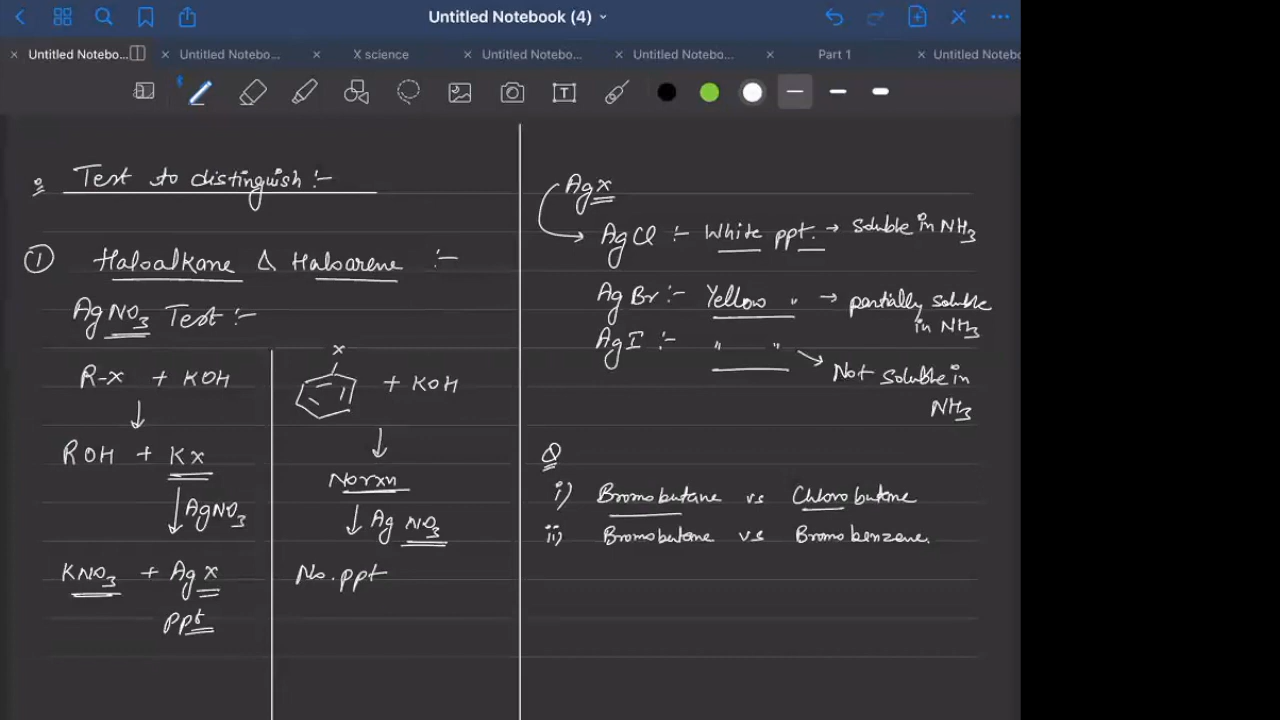 Untitled Notebook (4)
Untitled Notebo...
Untitled Notebo...
X science
Untitled Notebo...
Untitled Notebo...
Part 1
Untitled Notebo
T
Test to distinguish :-
① Haloalkane & Haloarene :-
AgNO3 Test :-
R-x + KOH
ROH + Kx
AgNO3
KNO3 + Agx
ppt
x
+ KOH
No rxn
AgNO3
No. ppt
Agx
AgCl :- White ppt. → soluble in NH3
AgBr :- Yellow " → partially soluble
in NH3
AgI :- " "
Not soluble in
NH3
Q
i) Bromobutane vs Chlorobutane
ii) Bromobutane vs Bromobenzene.